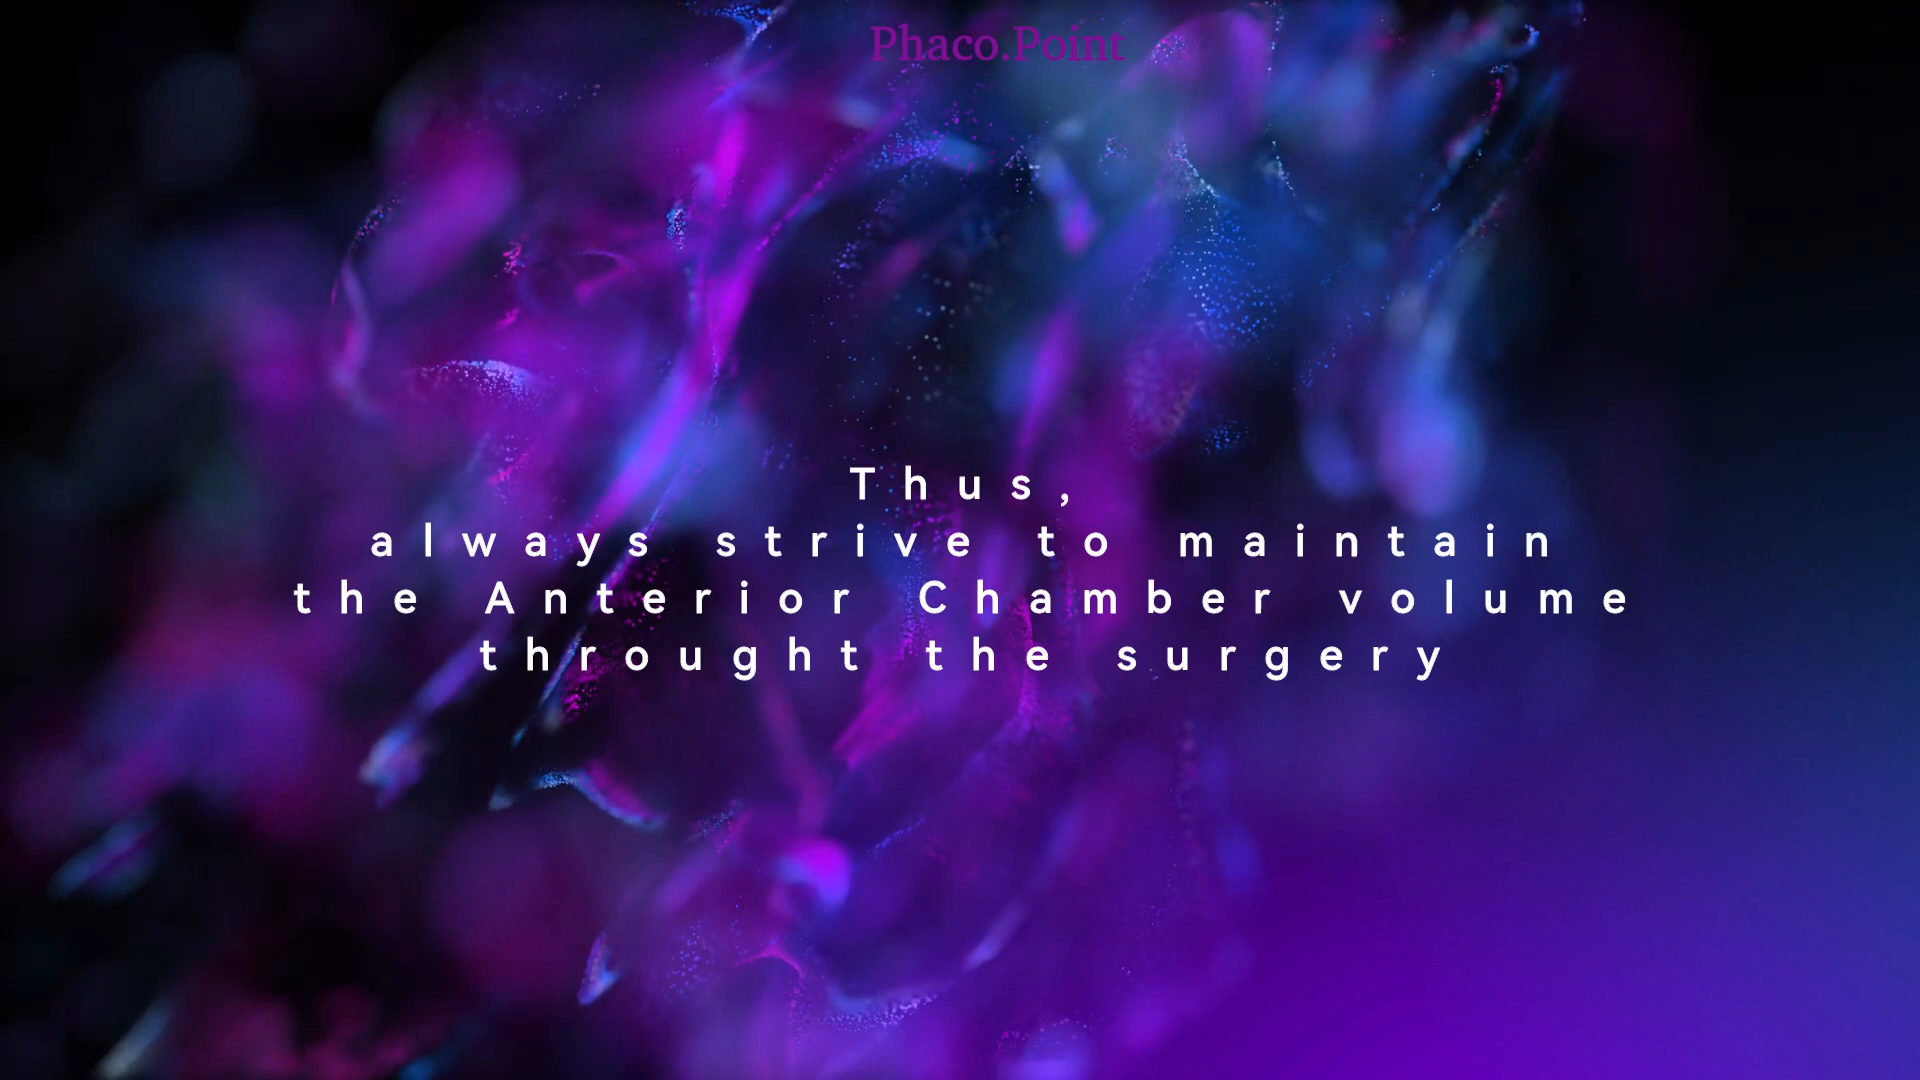 Phaco.Point
Thus,
always strive to maintain
the Anterior Chamber volume
throught the surgery